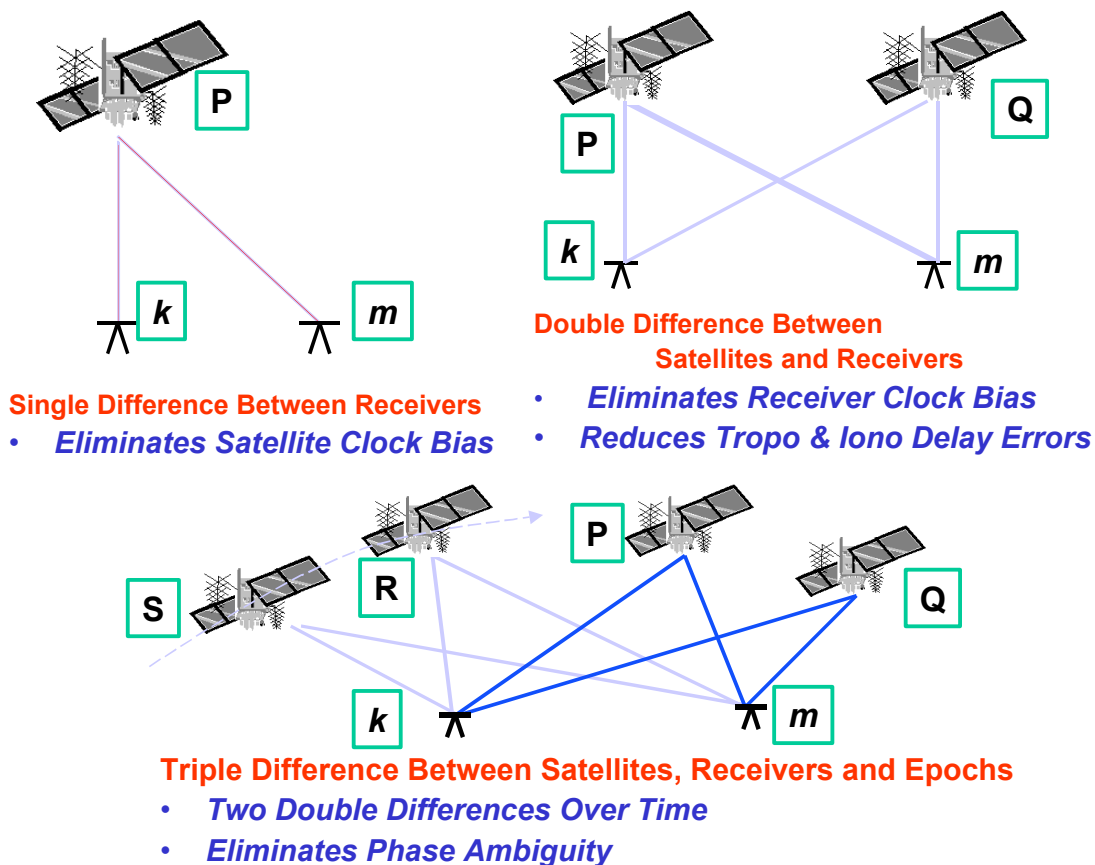 P
k
m
Single Difference Between Receivers
• Eliminates Satellite Clock Bias
P
Q
k
m
Double Difference Between
Satellites and Receivers
• Eliminates Receiver Clock Bias
• Reduces Tropo & Iono Delay Errors
S
R
P
Q
k
m
Triple Difference Between Satellites, Receivers and Epochs
• Two Double Differences Over Time
• Eliminates Phase Ambiguity